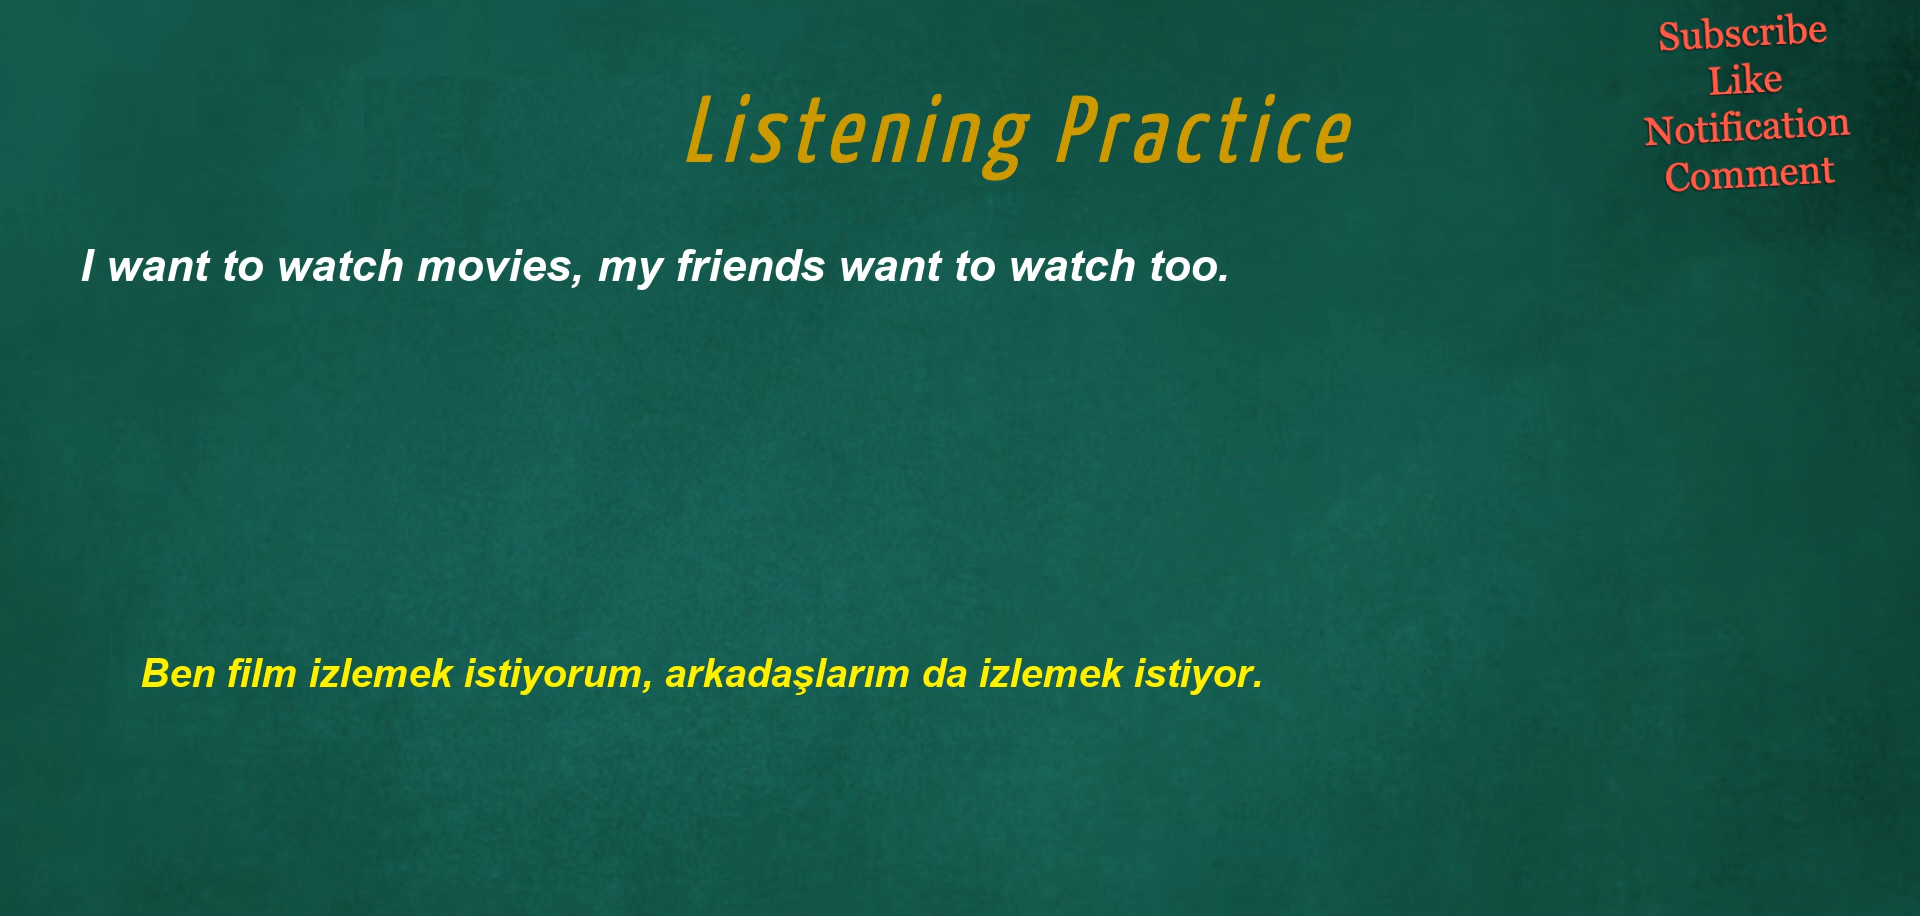 Subscribe
Like
Notification
Comment
Listening Practice
I want to watch movies, my friends want to watch too.
Ben film izlemek istiyorum, arkadaşlarım da izlemek istiyor.